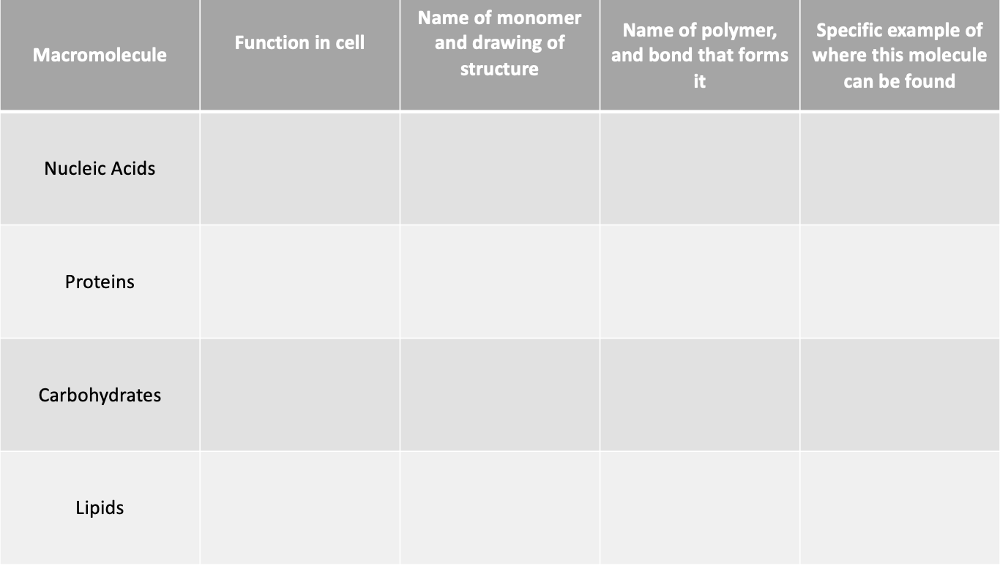 Macromolecule
Function in cell
Name of monomer
and drawing of
structure
Name of polymer,
and bond that forms
it
Specific example of
where this molecule
can be found
Nucleic Acids
Proteins
Carbohydrates
Lipids